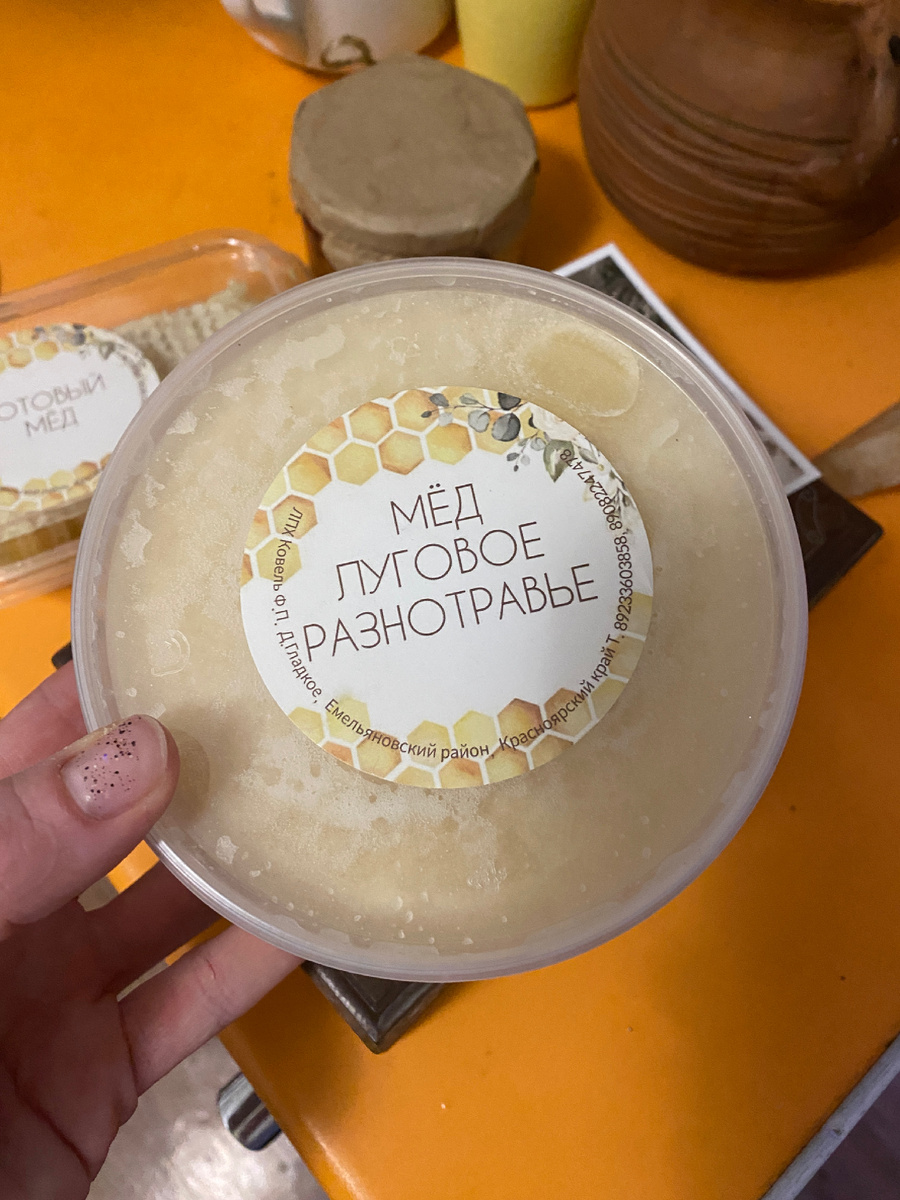 МЁД
ЛУГОВОЕ
РАЗНОТРАВЬЕ
ЛПХ Ковель Ф.П. Д.Гладкое, Емельяновский район , Красноярский край Т. 89233603858, 89082247478
ОТОВЫЙ
МЁД